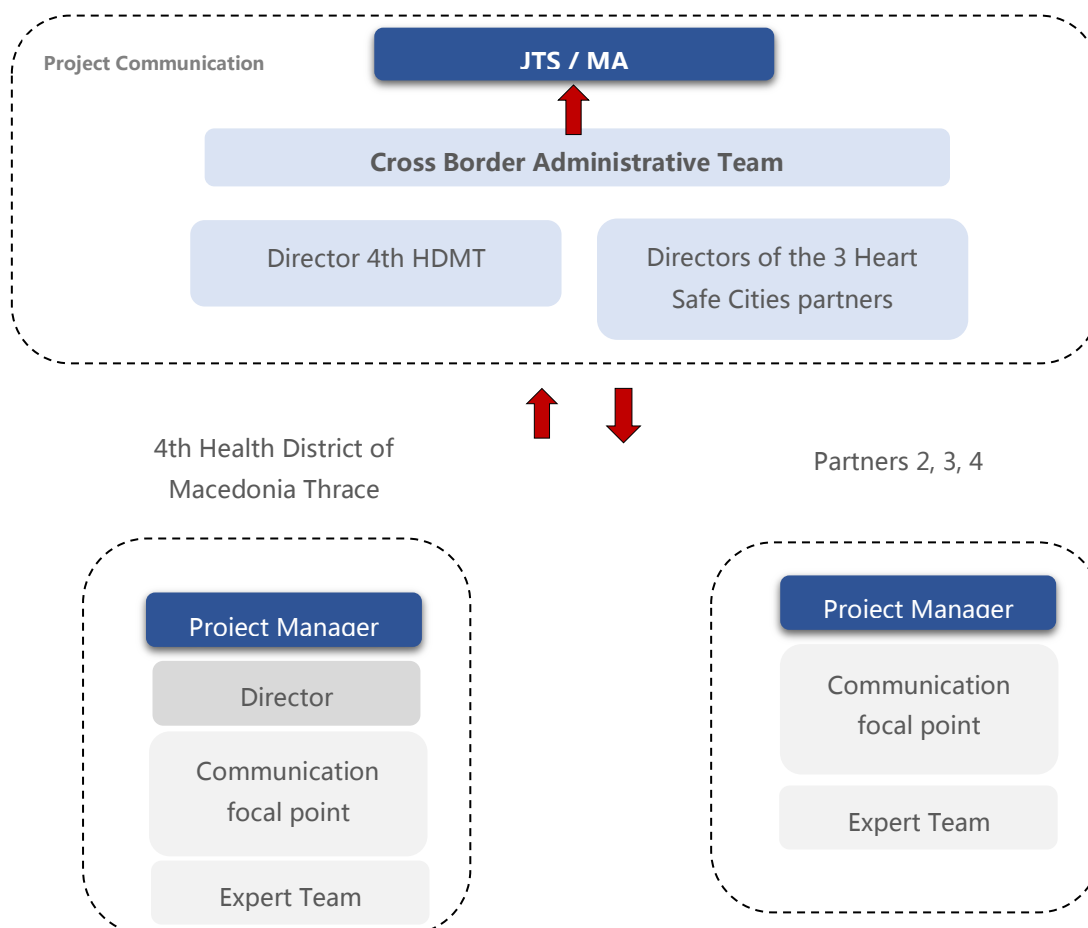 Project Communication
JTS / MA
Cross Border Administrative Team
Director 4th HDMT
Directors of the 3 Heart
Safe Cities partners
4th Health District of
Macedonia Thrace
Partners 2, 3, 4
Project Manager
Director
Communication
focal point
Expert Team
Project Manager
Communication
focal point
Expert Team